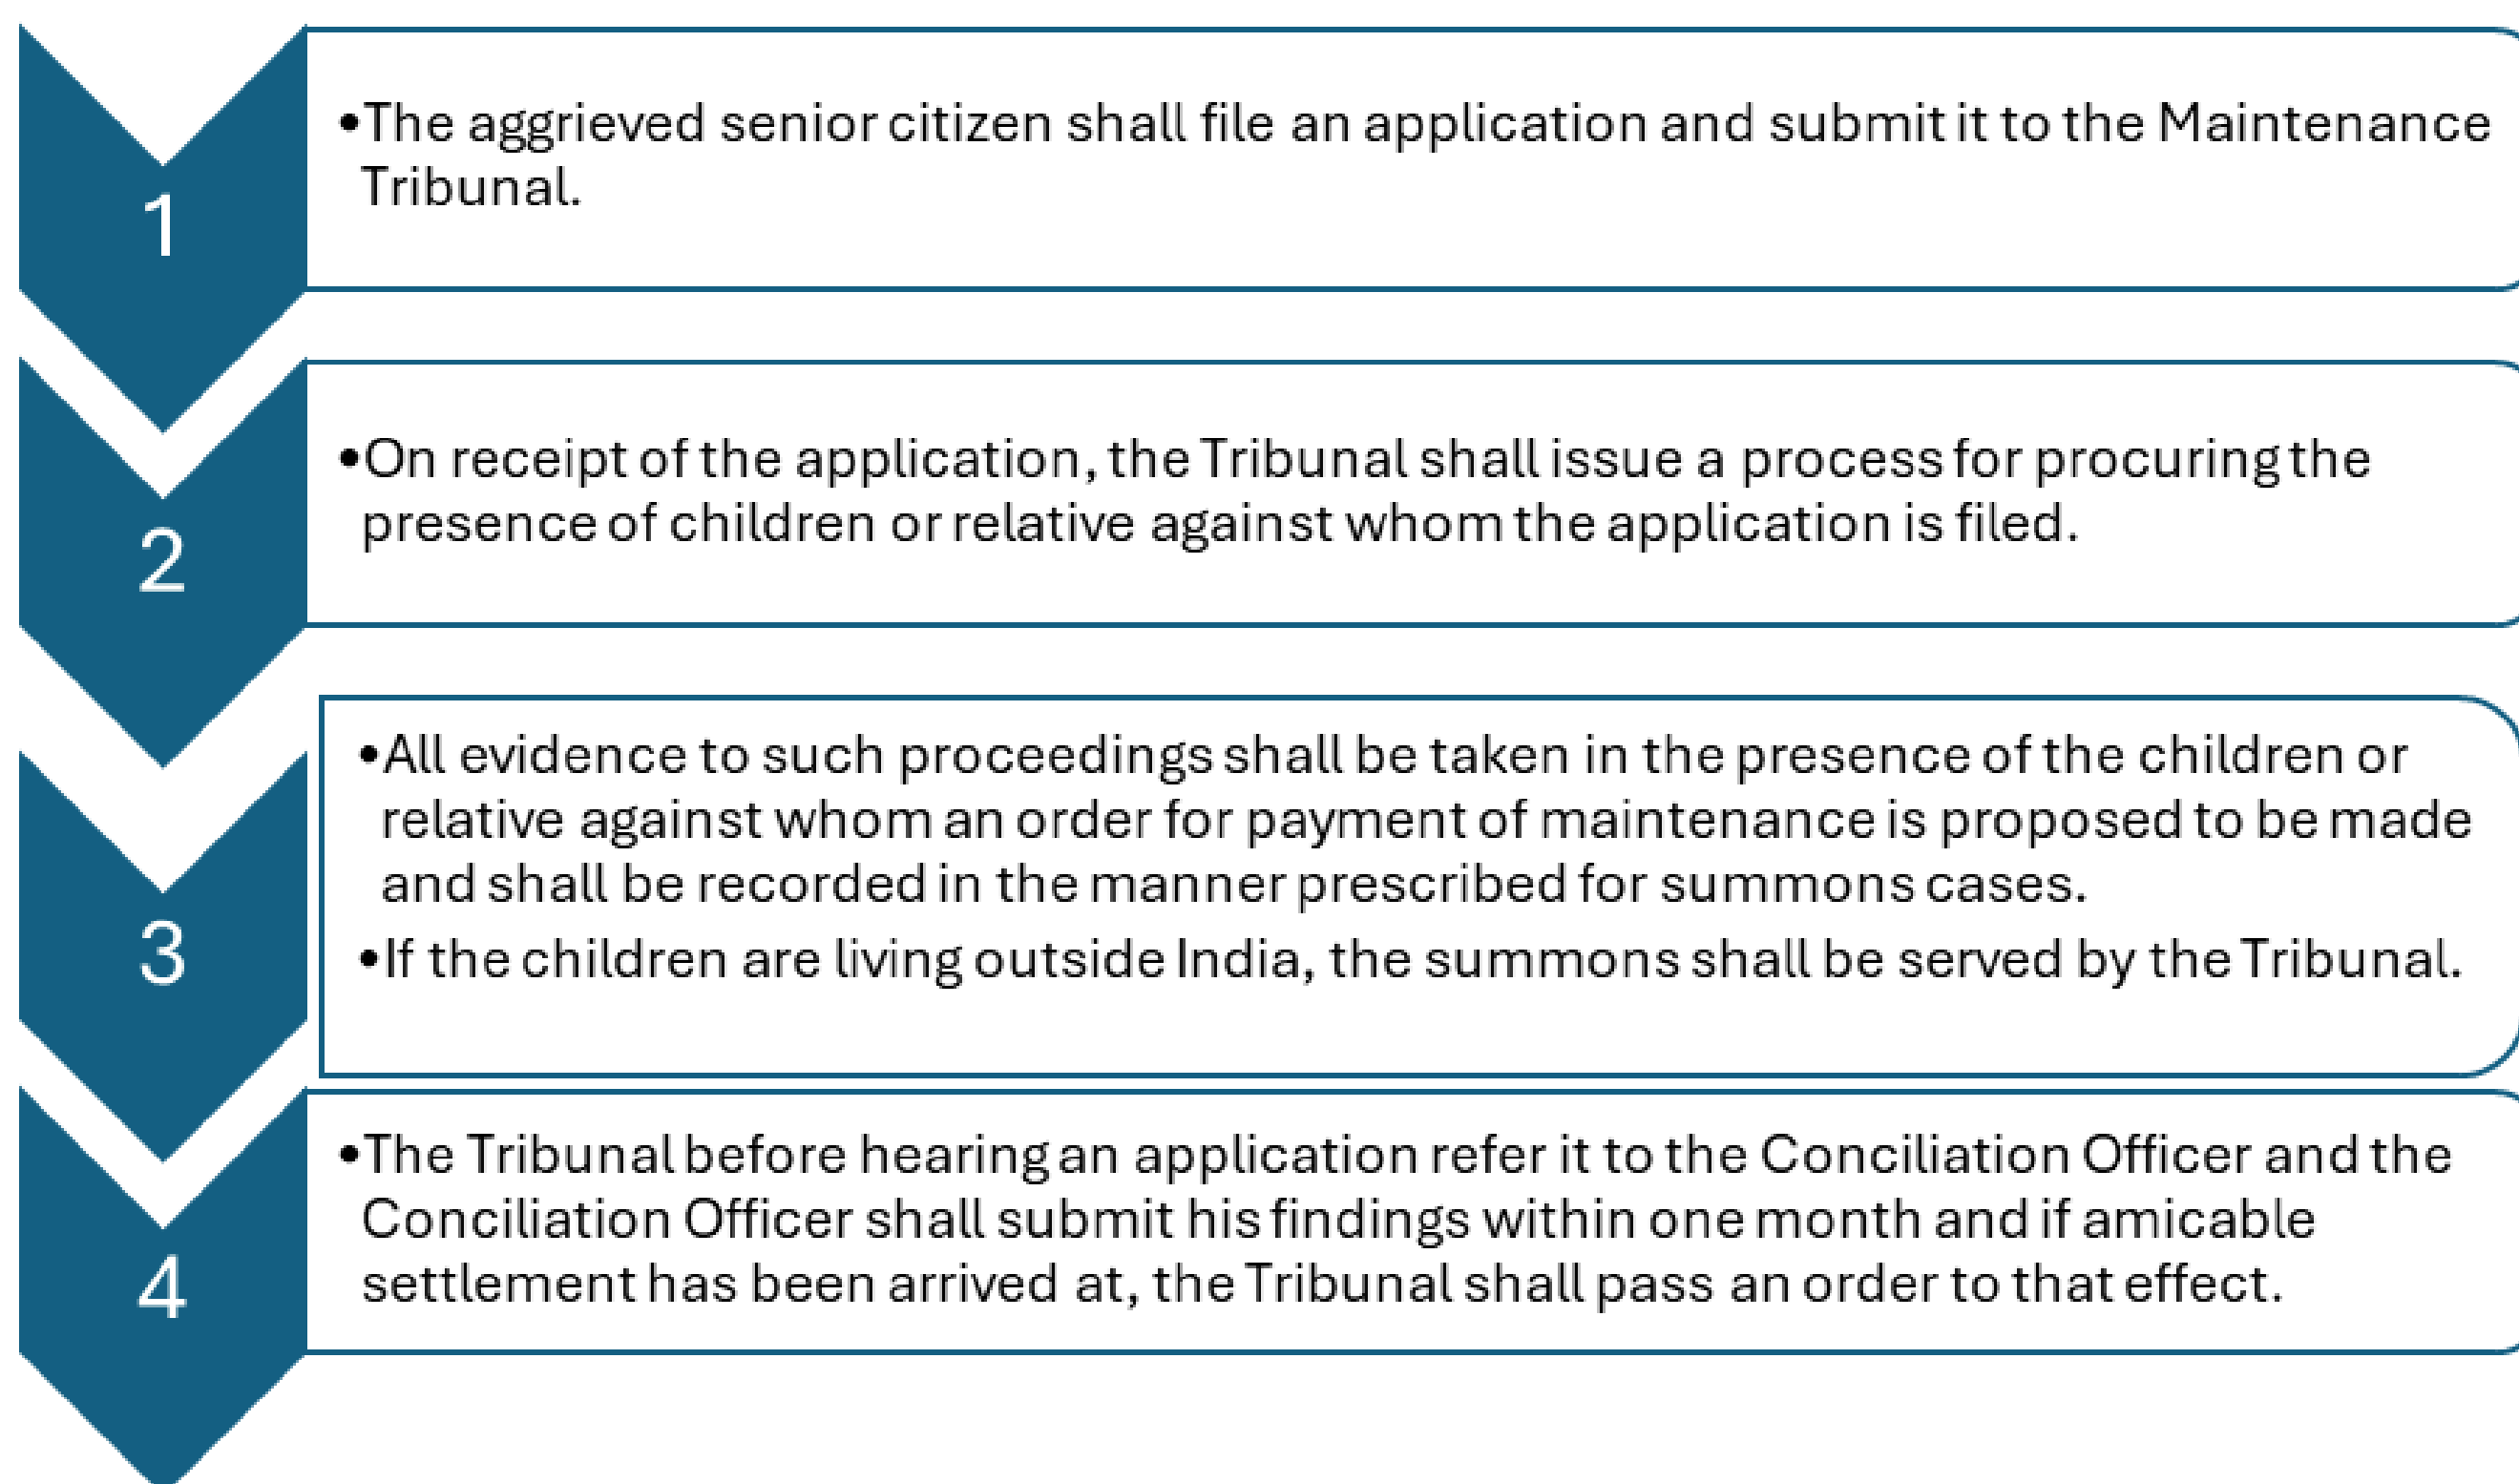 1
•The aggrieved senior citizen shall file an application and submit it to the Maintenance
Tribunal.
2
•On receipt of the application, the Tribunal shall issue a process for procuring the
presence of children or relative against whom the application is filed.
3
•All evidence to such proceedings shall be taken in the presence of the children or
relative against whom an order for payment of maintenance is proposed to be made
and shall be recorded in the manner prescribed for summons cases.
•If the children are living outside India, the summons shall be served by the Tribunal.
4
•The Tribunal before hearing an application refer it to the Conciliation Officer and the
Conciliation Officer shall submit his findings within one month and if amicable
settlement has been arrived at, the Tribunal shall pass an order to that effect.